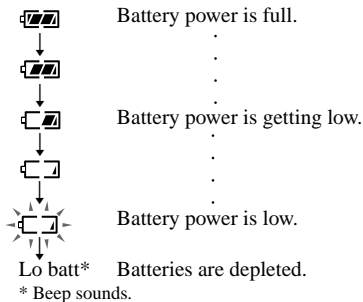 Battery power is full.
Battery power is getting low.
Battery power is low.
Lo batt* Batteries are depleted.
* Beep sounds.